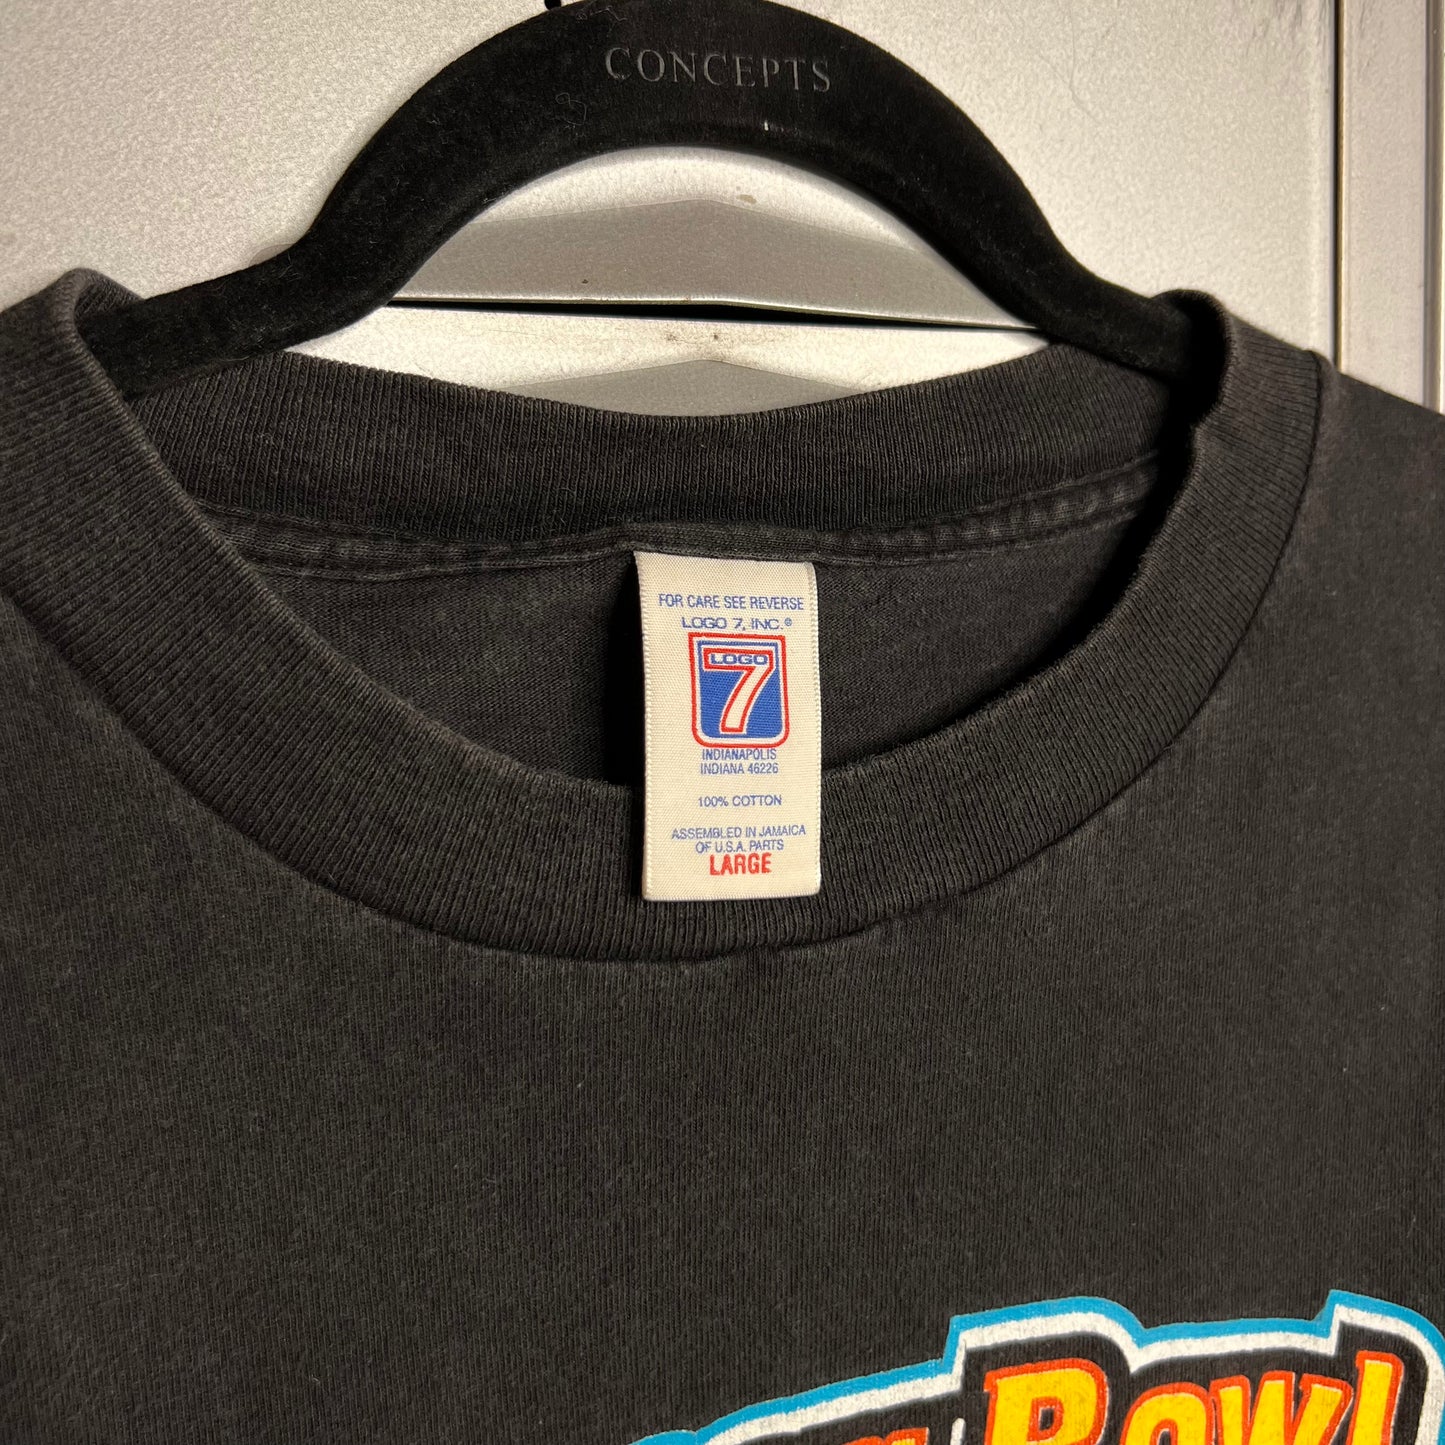 CONCEPTS
FOR CARE SEE REVERSE
LOGO 7, INC.®
LOGO
7
INDIANAPOLIS
INDIANA 46226
100% COTTON
ASSEMBLED IN JAMAICA
OF U.S.A. PARTS
LARGE
Bowl